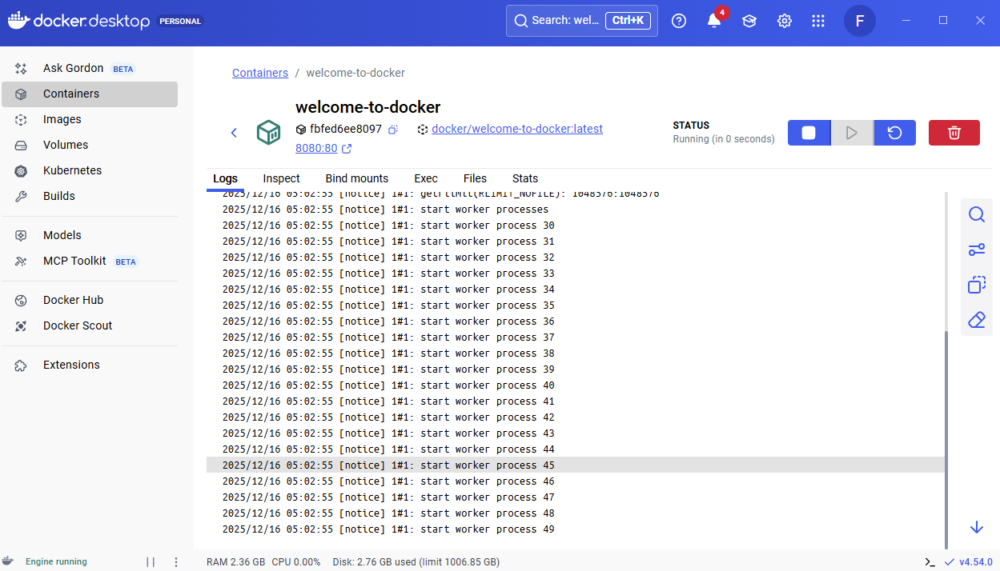 docker.desktop PERSONAL
Search: wel... Ctrl+K
4
F
Ask Gordon BETA
Containers
Images
Volumes
Kubernetes
Builds
Models
MCP Toolkit BETA
Docker Hub
Docker Scout
Extensions
Containers / welcome-to-docker
welcome-to-docker
fbfed6ee8097 docker/welcome-to-docker:latest
8080:80
STATUS
Running (in 0 seconds)
Logs Inspect Bind mounts Exec Files Stats
2025/12/16 05:02:55 [notice] 1#1: getrlimit(RLIMIT_NOFILE): 1048576:1048576
2025/12/16 05:02:55 [notice] 1#1: start worker processes
2025/12/16 05:02:55 [notice] 1#1: start worker process 30
2025/12/16 05:02:55 [notice] 1#1: start worker process 31
2025/12/16 05:02:55 [notice] 1#1: start worker process 32
2025/12/16 05:02:55 [notice] 1#1: start worker process 33
2025/12/16 05:02:55 [notice] 1#1: start worker process 34
2025/12/16 05:02:55 [notice] 1#1: start worker process 35
2025/12/16 05:02:55 [notice] 1#1: start worker process 36
2025/12/16 05:02:55 [notice] 1#1: start worker process 37
2025/12/16 05:02:55 [notice] 1#1: start worker process 38
2025/12/16 05:02:55 [notice] 1#1: start worker process 39
2025/12/16 05:02:55 [notice] 1#1: start worker process 40
2025/12/16 05:02:55 [notice] 1#1: start worker process 41
2025/12/16 05:02:55 [notice] 1#1: start worker process 42
2025/12/16 05:02:55 [notice] 1#1: start worker process 43
2025/12/16 05:02:55 [notice] 1#1: start worker process 44
2025/12/16 05:02:55 [notice] 1#1: start worker process 45
2025/12/16 05:02:55 [notice] 1#1: start worker process 46
2025/12/16 05:02:55 [notice] 1#1: start worker process 47
2025/12/16 05:02:55 [notice] 1#1: start worker process 48
2025/12/16 05:02:55 [notice] 1#1: start worker process 49
Engine running
RAM 2.36 GB CPU 0.00% Disk: 2.76 GB used (limit 1006.85 GB)
v4.54.0